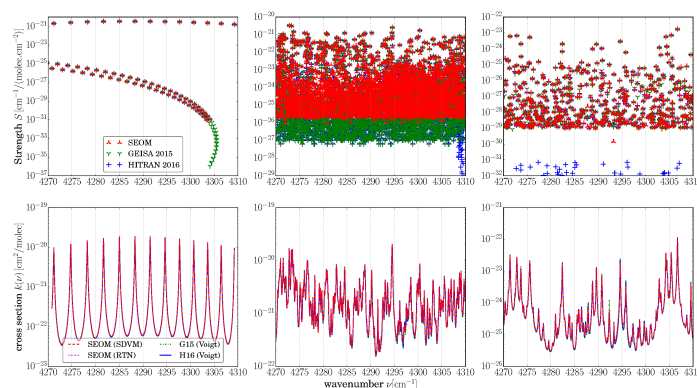 10⁻²¹
10⁻²³
10⁻²⁵
10⁻²⁷
10⁻²⁹
10⁻³¹
10⁻³³
10⁻³⁵
10⁻³⁷
Strength S [cm⁻¹/(molec.cm⁻²)]
SEOM
GEISA 2015
HITRAN 2016
4270 4275 4280 4285 4290 4295 4300 4305 4310
10⁻²⁰
10⁻²¹
10⁻²²
10⁻²³
10⁻²⁴
10⁻²⁵
10⁻²⁶
10⁻²⁷
10⁻²⁸
10⁻²⁹
4270 4275 4280 4285 4290 4295 4300 4305 4310
10⁻²²
10⁻²³
10⁻²⁴
10⁻²⁵
10⁻²⁶
10⁻²⁷
10⁻²⁸
10⁻²⁹
10⁻³⁰
10⁻³¹
10⁻³²
4270 4275 4280 4285 4290 4295 4300 4305 4310
10⁻¹⁹
10⁻²⁰
10⁻²¹
10⁻²²
10⁻²³
cross section k(ν) [cm²/molec]
SEOM (SDVM)
SEOM (RTN)
G15 (Voigt)
H16 (Voigt)
4270 4275 4280 4285 4290 4295 4300 4305 4310
10⁻¹⁹
10⁻²⁰
10⁻²¹
10⁻²²
4270 4275 4280 4285 4290 4295 4300 4305 4310
wavenumber ν[cm⁻¹]
10⁻²¹
10⁻²²
10⁻²³
10⁻²⁴
10⁻²⁵
10⁻²⁶
4270 4275 4280 4285 4290 4295 4300 4305 4310